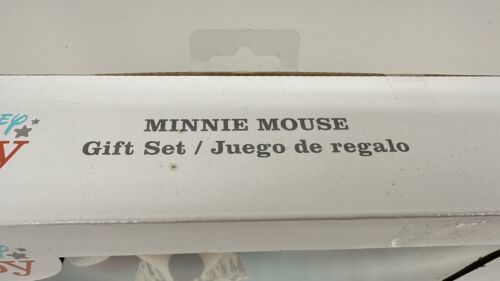 MINNIE MOUSE
Gift Set / Juego de regalo